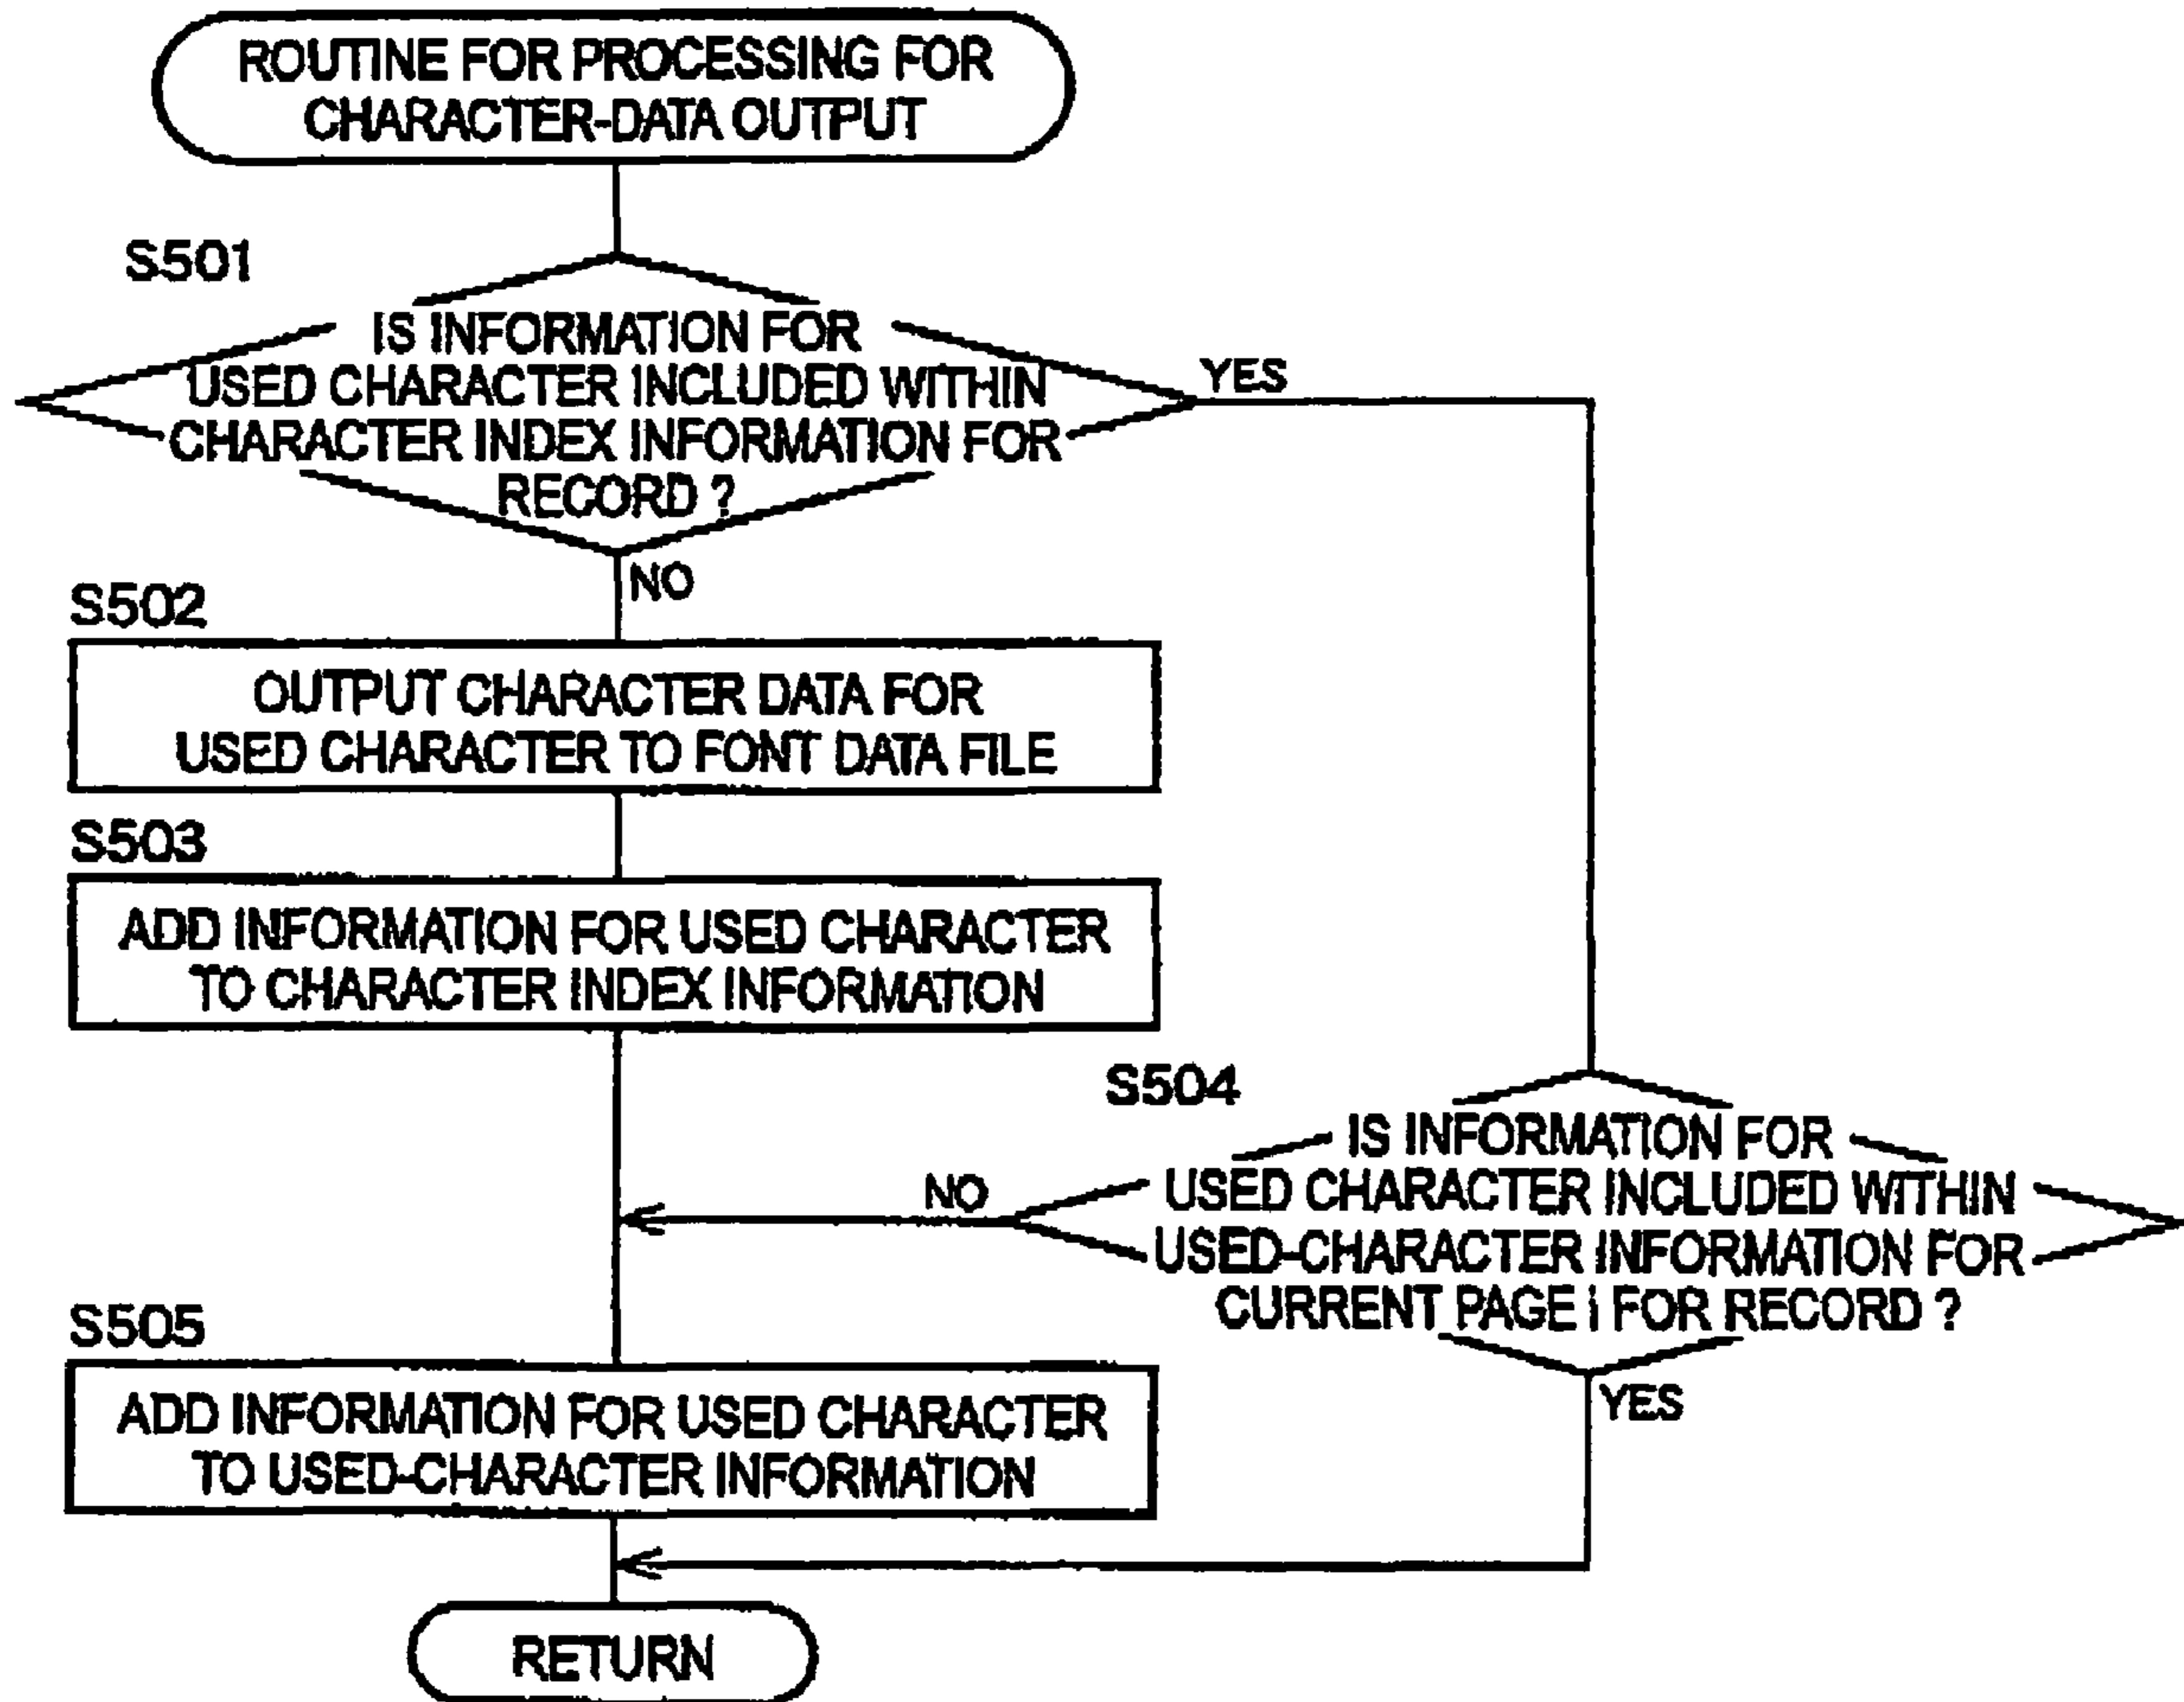 ROUTINE FOR PROCESSING FOR
CHARACTER-DATA OUTPUT
S501
IS INFORMATION FOR
USED CHARACTER INCLUDED WITHIN
CHARACTER INDEX INFORMATION FOR
RECORD ?
YES
NO
S502
OUTPUT CHARACTER DATA FOR
USED CHARACTER TO FONT DATA FILE
S503
ADD INFORMATION FOR USED CHARACTER
TO CHARACTER INDEX INFORMATION
S504
IS INFORMATION FOR
USED CHARACTER INCLUDED WITHIN
USED-CHARACTER INFORMATION FOR
CURRENT PAGE i FOR RECORD ?
NO
YES
S505
ADD INFORMATION FOR USED CHARACTER
TO USED-CHARACTER INFORMATION
RETURN